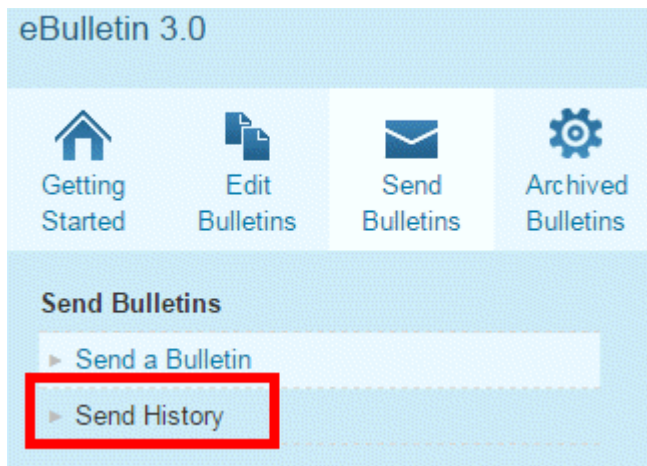 eBulletin 3.0
Getting Started
Edit Bulletins
Send Bulletins
Archived Bulletins
Send Bulletins
Send a Bulletin
Send History